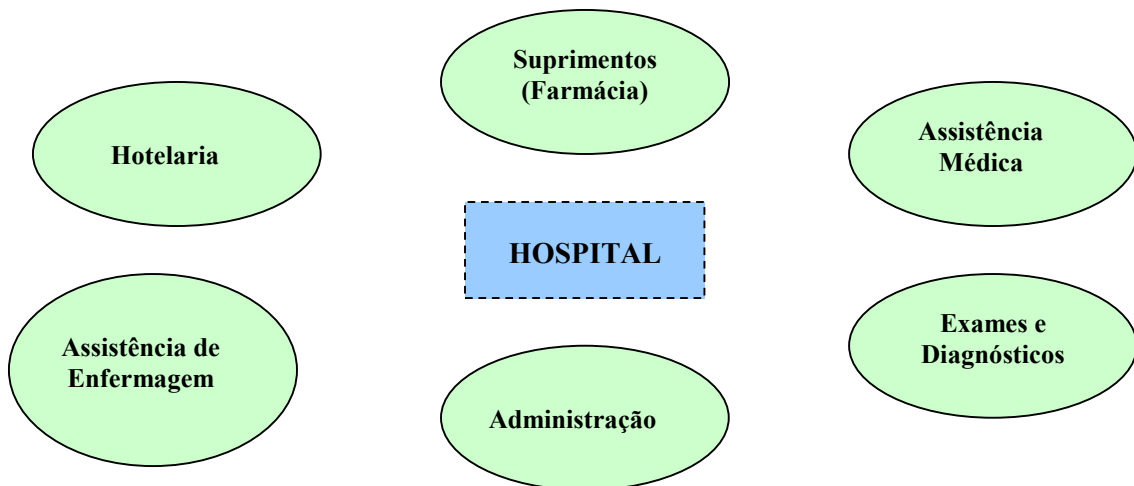 Suprimentos
(Farmácia)
Hotelaria
Assistência
Médica
HOSPITAL
Assistência de
Enfermagem
Exames e
Diagnósticos
Administração